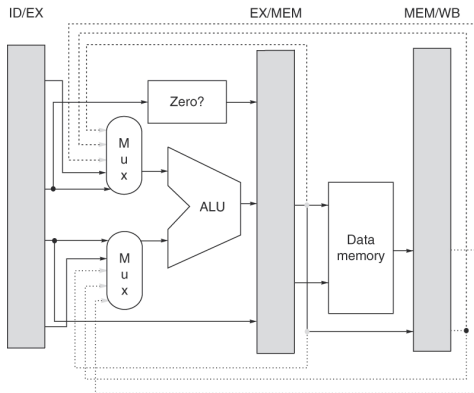 ID/EX
EX/MEM
MEM/WB
Zero?
M
u
x
ALU
M
u
x
Data
memory